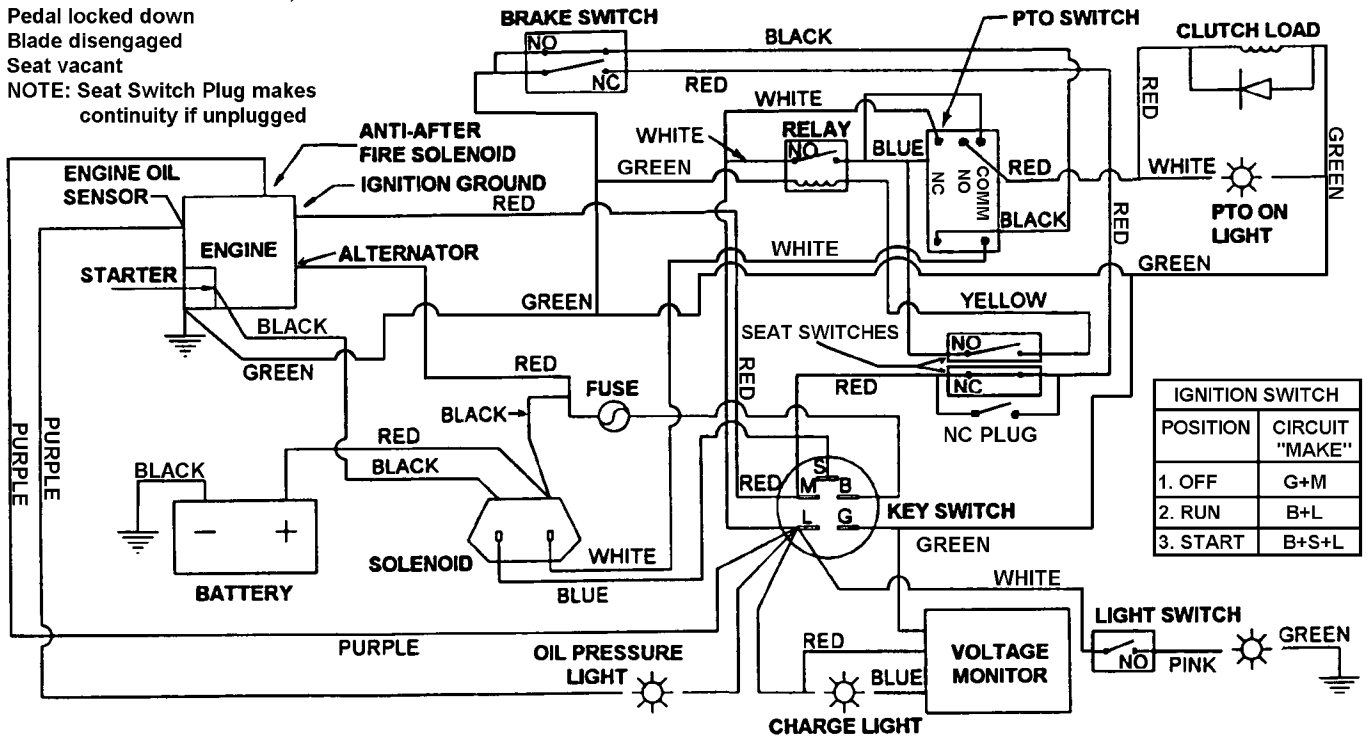 Pedal locked down
Blade disengaged
Seat vacant
NOTE: Seat Switch Plug makes
continuity if unplugged
BRAKE SWITCH
NO
NC
BLACK
RED
PTO SWITCH
CLUTCH LOAD
RED
GREEN
WHITE
PTO ON
LIGHT
WHITE
WHITE
RELAY
NO
GREEN
BLUE
NC
NO
COMM
RED
BLACK
RED
ANTI-AFTER
FIRE SOLENOID
IGNITION GROUND
RED
ENGINE OIL
SENSOR
ENGINE
ALTERNATOR
STARTER
WHITE
GREEN
GREEN
BLACK
GREEN
YELLOW
SEAT SWITCHES
NO
NC
RED
NC PLUG
RED
RED
FUSE
BLACK
PURPLE
PURPLE
RED
BLACK
BLACK
BATTERY
SOLENOID
WHITE
BLUE
RED
S
M
B
L
G
KEY SWITCH
GREEN
IGNITION SWITCH
POSITION CIRCUIT "MAKE"
1. OFF G+M
2. RUN B+L
3. START B+S+L
WHITE
LIGHT SWITCH
NO
PINK
GREEN
PURPLE
OIL PRESSURE
LIGHT
RED
BLUE
VOLTAGE
MONITOR
CHARGE LIGHT